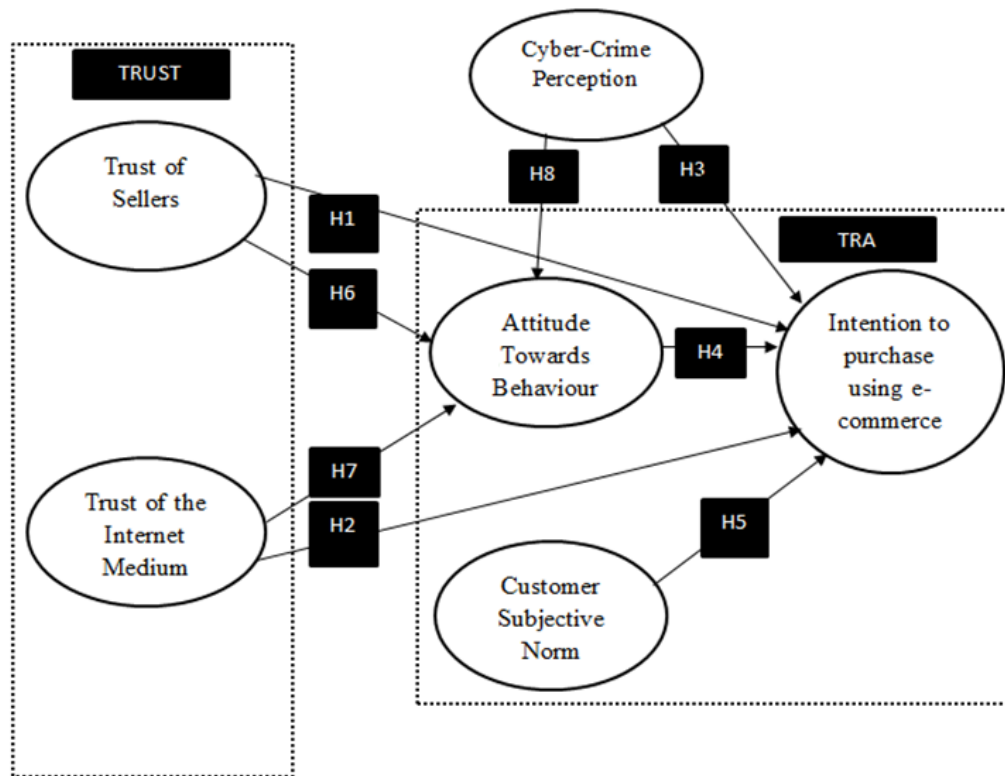 TRUST
Cyber-Crime
Perception
Trust of
Sellers
H8
H3
H1
TRA
H6
Attitude
Towards
Behaviour
H4
Intention to
purchase
using e-
commerce
H7
H2
Trust of the
Internet
Medium
H5
Customer
Subjective
Norm